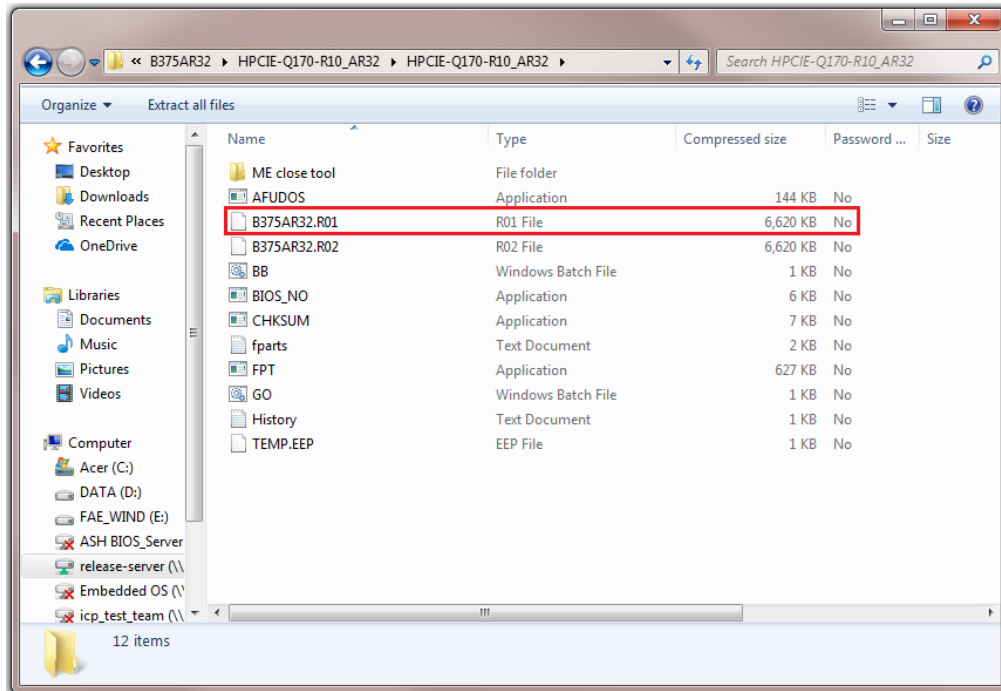 « B375AR32 ▸ HPCIE-Q170-R10_AR32 ▸ HPCIE-Q170-R10_AR32 ▸
Search HPCIE-Q170-R10_AR32
Organize ▼ Extract all files
Name Type Compressed size Password ... Size
Favorites
Desktop
Downloads
Recent Places
OneDrive
Libraries
Documents
Music
Pictures
Videos
Computer
Acer (C:)
DATA (D:)
FAE_WIND (E:)
ASH BIOS_Server
release-server (\\
Embedded OS (\\
icp_test_team (\\
ME close tool File folder
AFUDOS Application 144 KB No
B375AR32.R01 R01 File 6,620 KB No
B375AR32.R02 R02 File 6,620 KB No
BB Windows Batch File 1 KB No
BIOS_NO Application 6 KB No
CHKSUM Application 7 KB No
fparts Text Document 2 KB No
FPT Application 627 KB No
GO Windows Batch File 1 KB No
History Text Document 1 KB No
TEMP.EEP EEP File 1 KB No
12 items